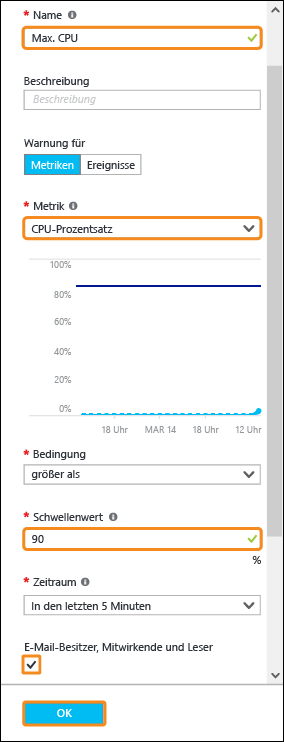 * Name
Max. CPU
Beschreibung
Beschreibung
Warnung für
Metriken Ereignisse
* Metrik
CPU-Prozentsatz
100%
80%
60%
40%
20%
0%
18 Uhr MAR 14 18 Uhr 12 Uhr
* Bedingung
größer als
* Schwellenwert
90
%
* Zeitraum
In den letzten 5 Minuten
E-Mail-Besitzer, Mitwirkende und Leser
OK